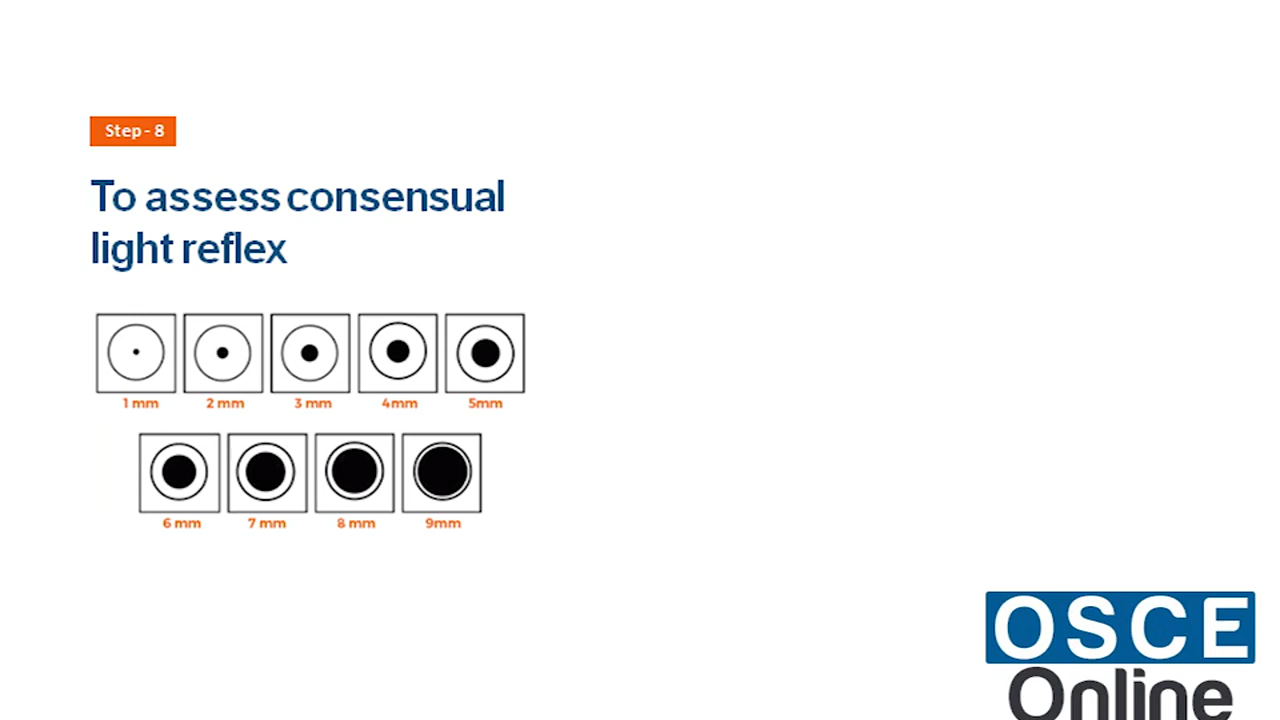 Step - 8
To assess consensual
light reflex
1 mm 2 mm 3 mm 4mm 5mm
6 mm 7 mm 8 mm 9mm
OSCE
Online